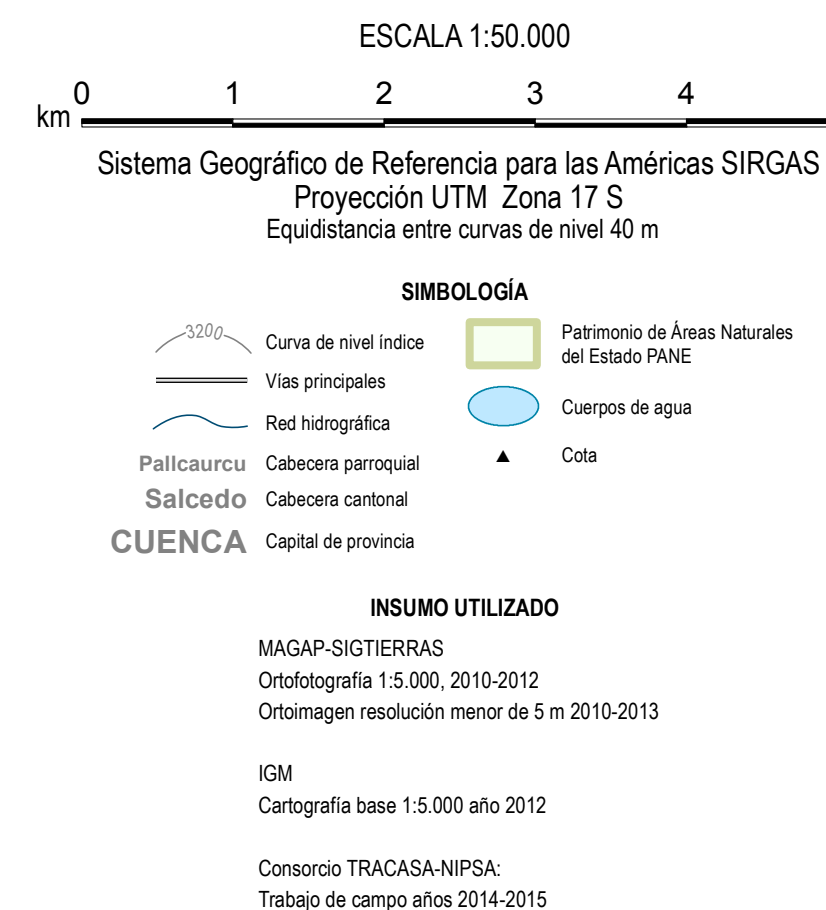 ESCALA 1:50.000
0 1 2 3 4
km
Sistema Geográfico de Referencia para las Américas SIRGAS
Proyección UTM Zona 17 S
Equidistancia entre curvas de nivel 40 m
SIMBOLOGÍA
3200 Curva de nivel índice
Vías principales
Red hidrográfica
Pallcaurcu Cabecera parroquial
Salcedo Cabecera cantonal
CUENCA Capital de provincia
Patrimonio de Áreas Naturales
del Estado PANE
Cuerpos de agua
Cota
INSUMO UTILIZADO
MAGAP-SIGTIERRAS
Ortofotografía 1:5.000, 2010-2012
Ortoimagen resolución menor de 5 m 2010-2013
IGM
Cartografía base 1:5.000 año 2012
Consorcio TRACASA-NIPSA:
Trabajo de campo años 2014-2015